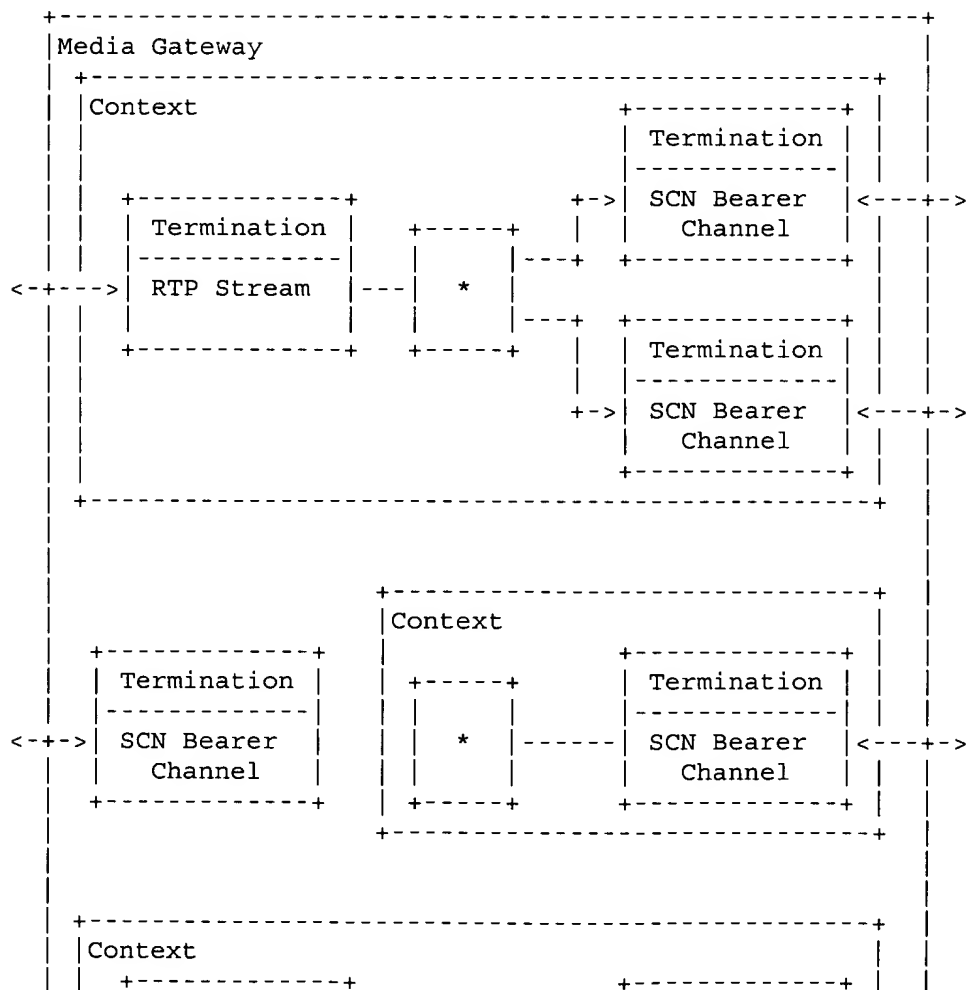 Media Gateway
Context
Termination
SCN Bearer
Channel
Termination
RTP Stream
*
Termination
SCN Bearer
Channel
Context
Termination
SCN Bearer
Channel
*
Termination
SCN Bearer
Channel
Context